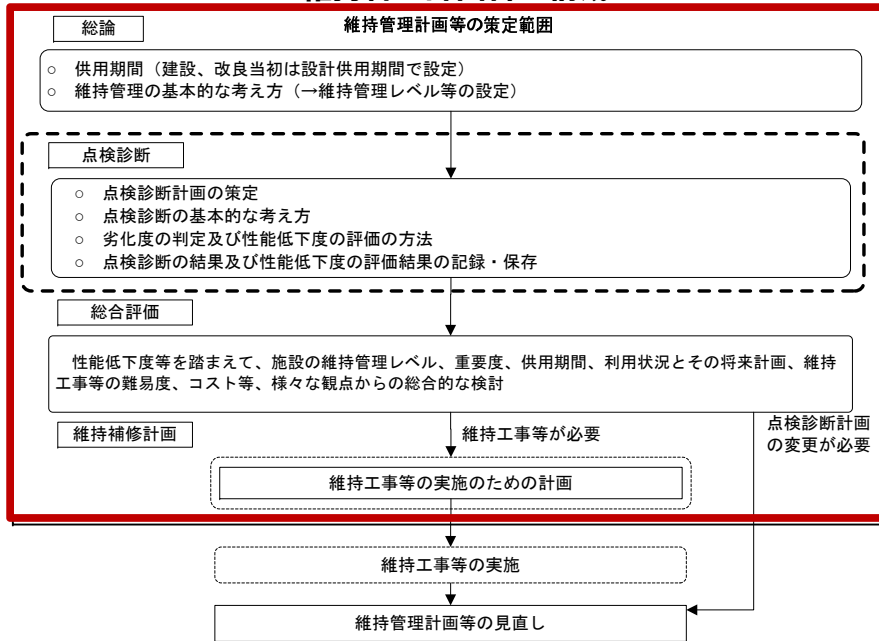 維持管理計画等の策定範囲
総論
○ 供用期間（建設、改良当初は設計供用期間で設定）
○ 維持管理の基本的な考え方（→維持管理レベル等の設定）
点検診断
○ 点検診断計画の策定
○ 点検診断の基本的な考え方
○ 劣化度の判定及び性能低下度の評価の方法
○ 点検診断の結果及び性能低下度の評価結果の記録・保存
総合評価
性能低下度等を踏まえて、施設の維持管理レベル、重要度、供用期間、利用状況とその将来計画、維持
工事等の難易度、コスト等、様々な観点からの総合的な検討
維持補修計画
維持工事等が必要
点検診断計画
の変更が必要
維持工事等の実施のための計画
維持工事等の実施
維持管理計画等の見直し